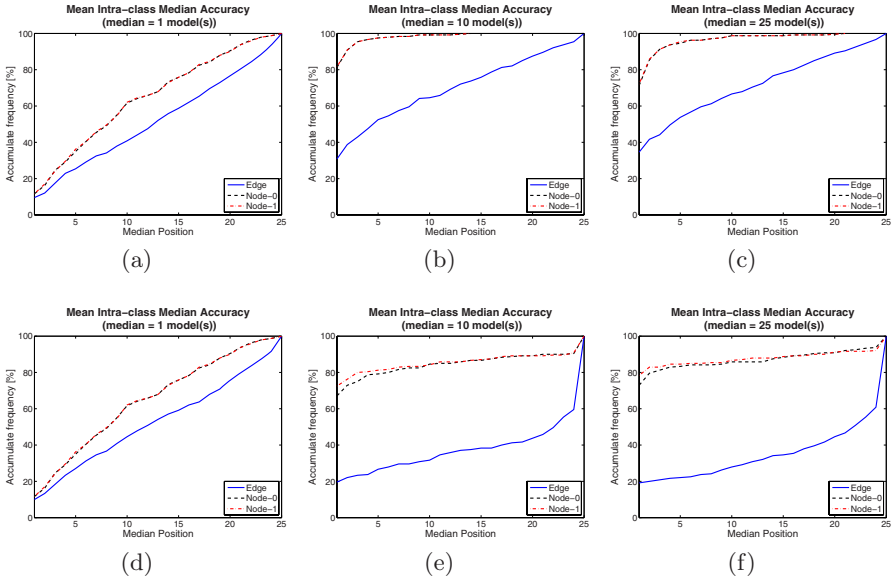 Mean Intra-class Median Accuracy
(median = 1 model(s))
Accumulate frequency [%]
100
80
60
40
20
0
5
10
15
20
25
Median Position
Edge
Node-0
Node-1
(a)
Mean Intra-class Median Accuracy
(median = 10 model(s))
Accumulate frequency [%]
100
80
60
40
20
0
5
10
15
20
25
Median Position
Edge
Node-0
Node-1
(b)
Mean Intra-class Median Accuracy
(median = 25 model(s))
Accumulate frequency [%]
100
80
60
40
20
0
5
10
15
20
25
Median Position
Edge
Node-0
Node-1
(c)
Mean Intra-class Median Accuracy
(median = 1 model(s))
Accumulate frequency [%]
100
80
60
40
20
0
5
10
15
20
25
Median Position
Edge
Node-0
Node-1
(d)
Mean Intra-class Median Accuracy
(median = 10 model(s))
Accumulate frequency [%]
100
80
60
40
20
0
5
10
15
20
25
Median Position
Edge
Node-0
Node-1
(e)
Mean Intra-class Median Accuracy
(median = 25 model(s))
Accumulate frequency [%]
100
80
60
40
20
0
5
10
15
20
25
Median Position
Edge
Node-0
Node-1
(f)